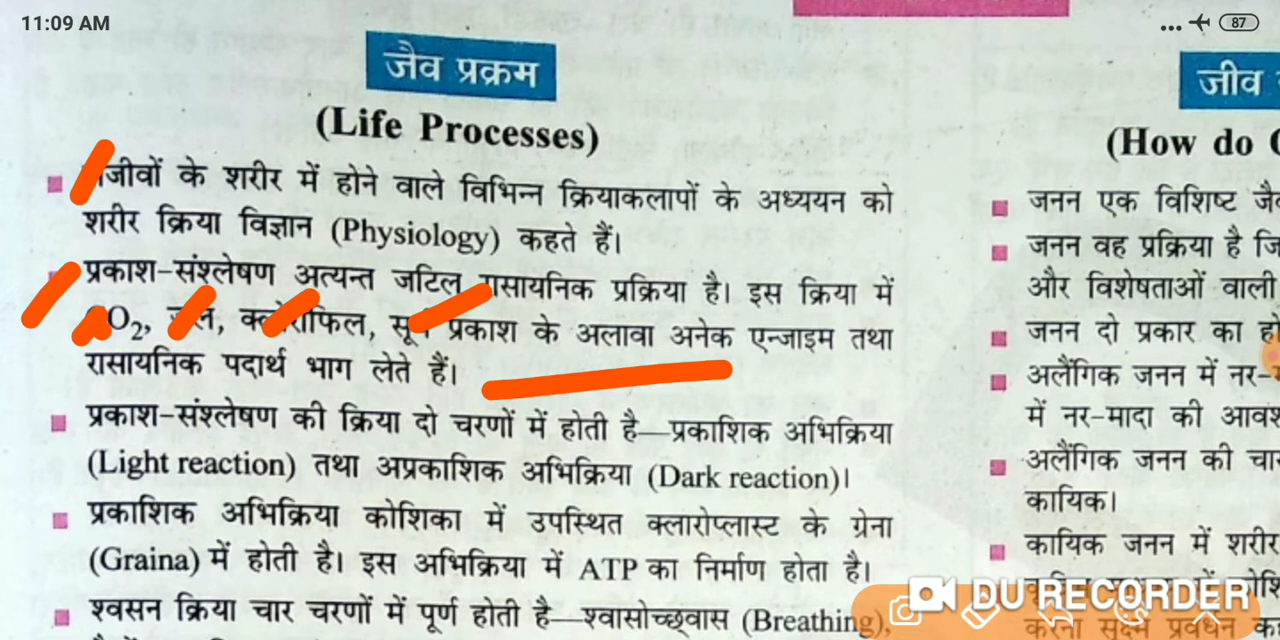 11:09 AM
87
जैव प्रक्रम
(Life Processes)
के शरीर में होने वाले विभिन्न क्रियाकलापों के अध्ययन को
शरीर क्रिया विज्ञान (Physiology) कहते हैं।
प्रकाश-संश्लेषण अत्यन्त जटिल प्रक्रिया है। इस क्रिया में
प्रकाश के अलावा अनेक एन्जाइम तथा
रासायनिक पदार्थ भाग लेते हैं।
प्रकाश-संश्लेषण की क्रिया दो चरणों में होती है—प्रकाशिक अभिक्रिया
(Light reaction) तथा अप्रकाशिक अभिक्रिया (Dark reaction)।
प्रकाशिक अभिक्रिया कोशिका में उपस्थित क्लारोप्लास्ट के ग्रेना
(Graina) में होती है। इस अभिक्रिया में ATP का निर्माण होता है।
श्वसन क्रिया चार चरणों में पूर्ण होती है—श्वासोच्छ्वास (Breathing),
जीव
(How do
जनन एक विशिष्ट
जनन वह प्रक्रिया है
और विशेषताओं वाली
जनन दो प्रकार का
अलैंगिक जनन में
में नर-मादा की
अलैंगिक जनन की
कायिक।
कायिक जनन में शरीर
DU RECORDER